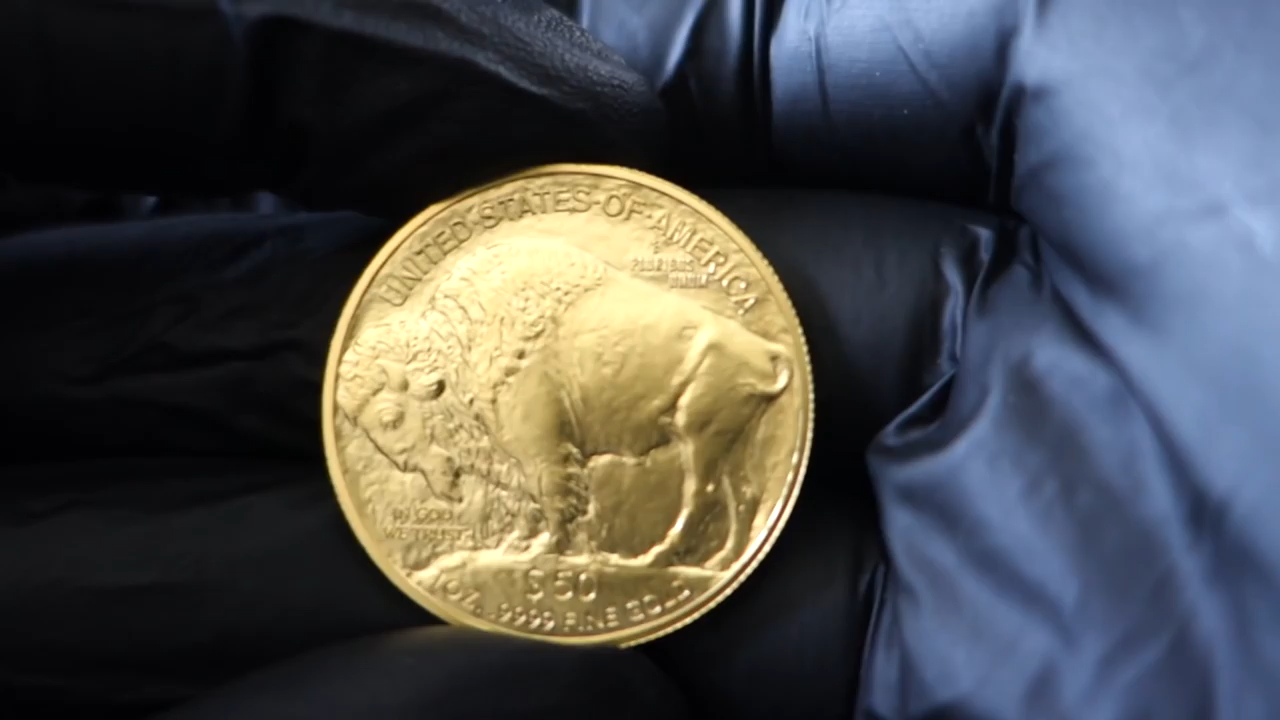 UNITED·STATES·OF·AMERICA
E
PLURIBUS
UNUM
IN GOD
WE TRUST
$50
1 OZ. .9999 FINE GOLD